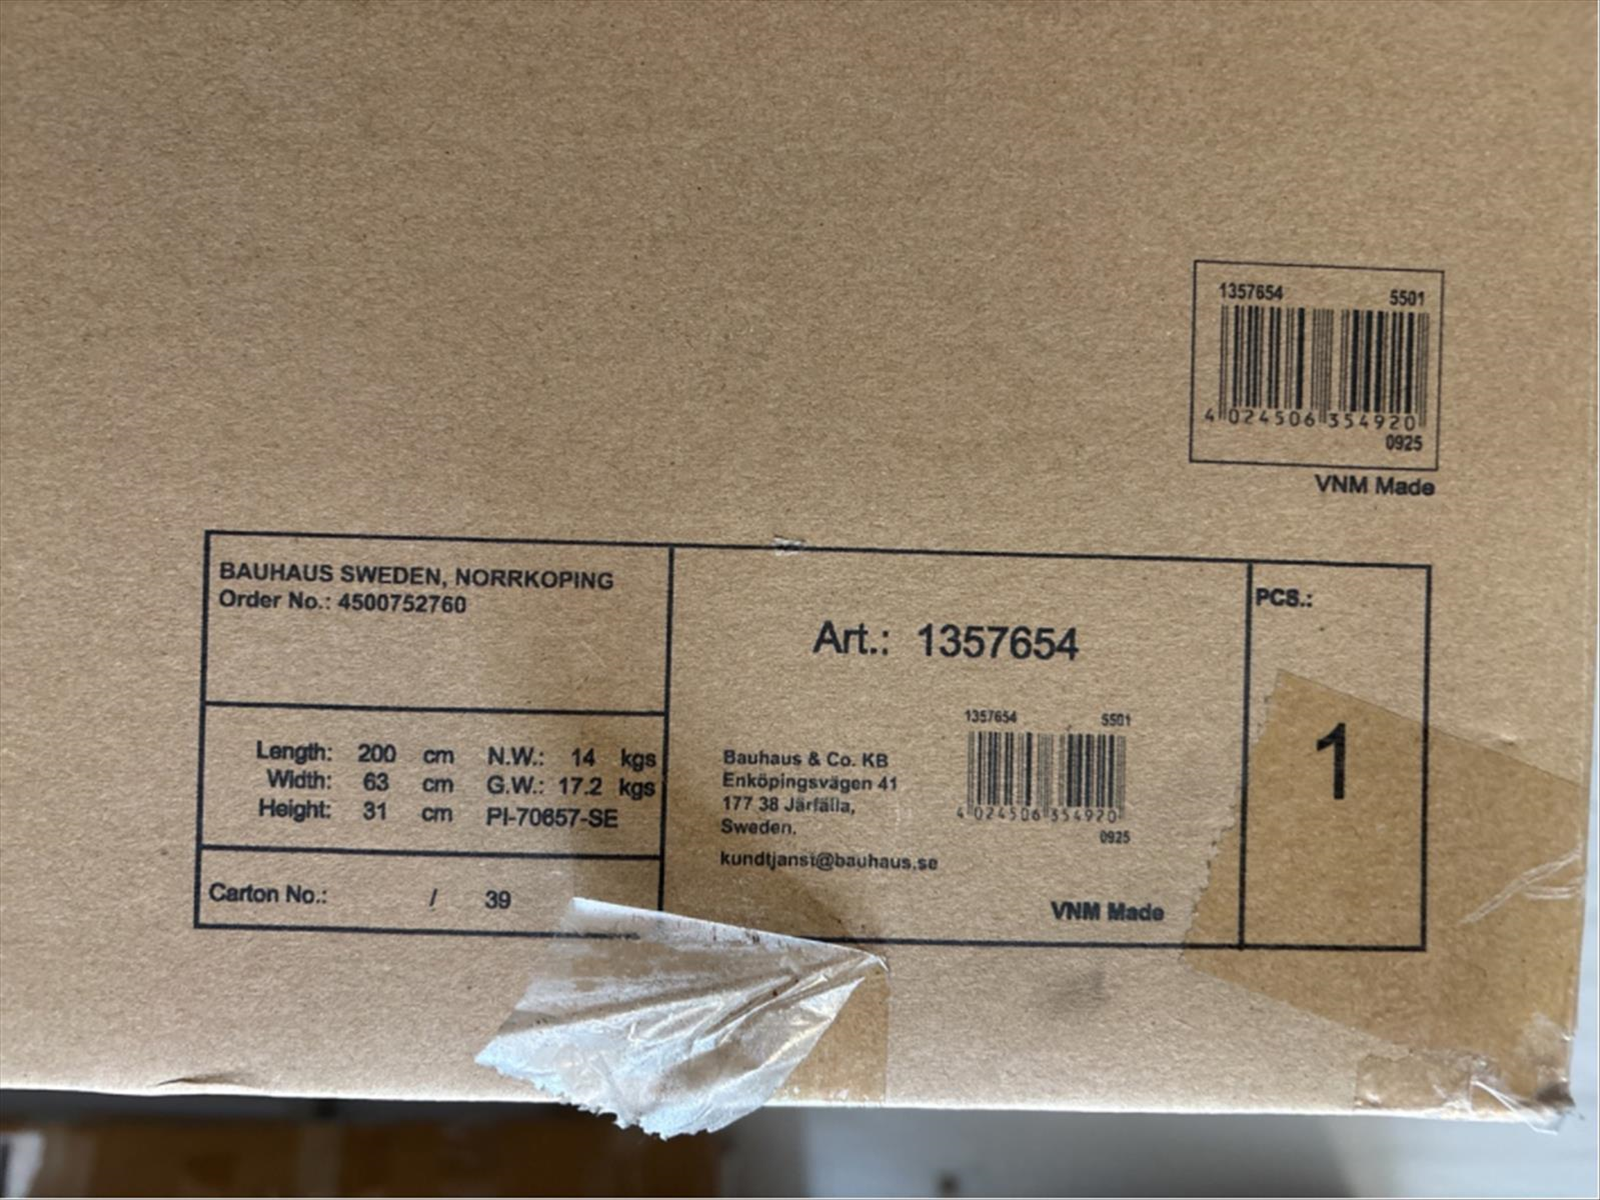 1357654 5501
4 024506 354920
0925
VNM Made
BAUHAUS SWEDEN, NORRKOPING
Order No.: 4500752760
Length: 200 cm N.W.: 14 kgs
Width: 63 cm G.W.: 17.2 kgs
Height: 31 cm PI-70657-SE
Carton No.: / 39
Art.: 1357654
1357654 5501
Bauhaus & Co. KB
Enköpingsvägen 41
177 38 Järfälla,
Sweden.
4 024506 354920
0925
kundtjanst@bauhaus.se
VNM Made
PCS.:
1